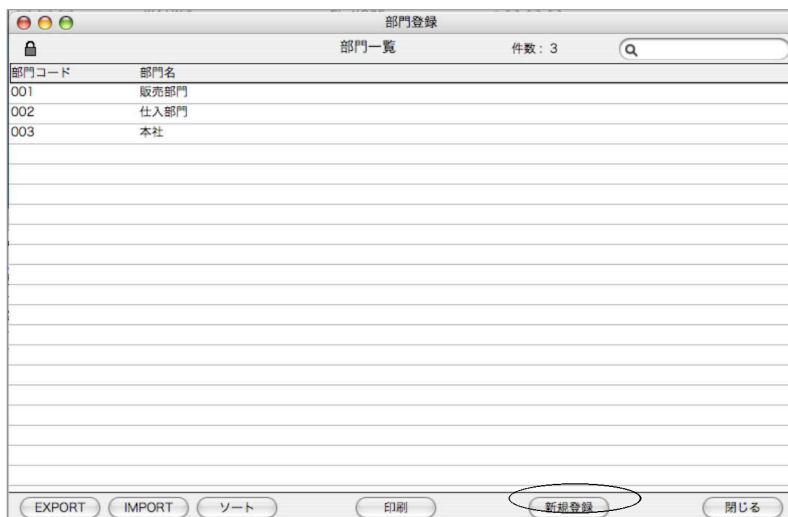 部門登録
部門一覧 件数： 3
部門コード 部門名
001 販売部門
002 仕入部門
003 本社
EXPORT IMPORT ソート 印刷 新規登録 閉じる